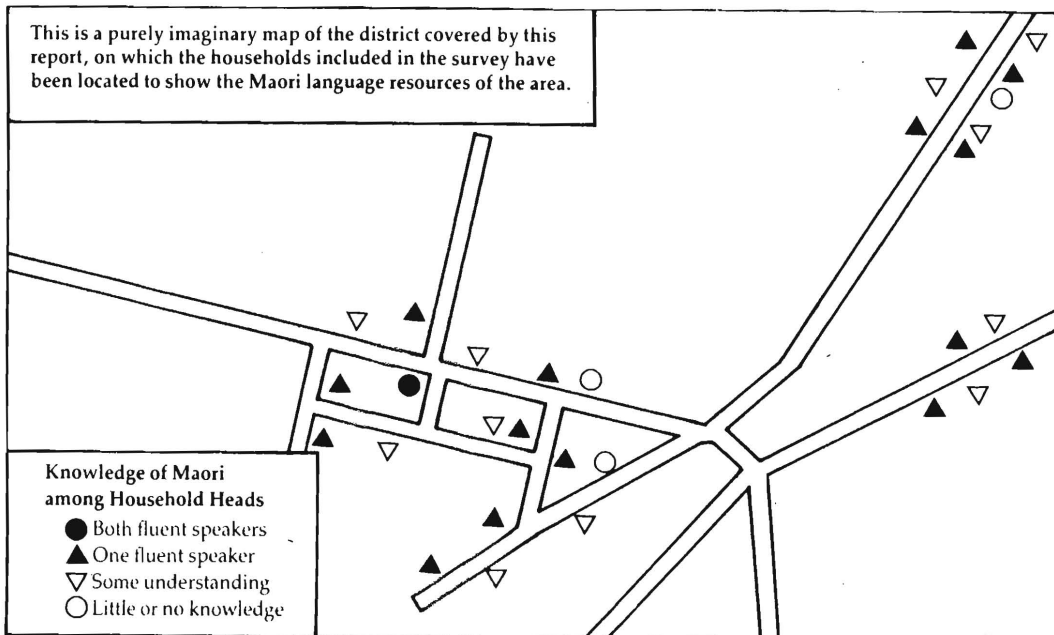 This is a purely imaginary map of the district covered by this
report, on which the households included in the survey have
been located to show the Maori language resources of the area.
Knowledge of Maori
among Household Heads
Both fluent speakers
One fluent speaker
Some understanding
Little or no knowledge